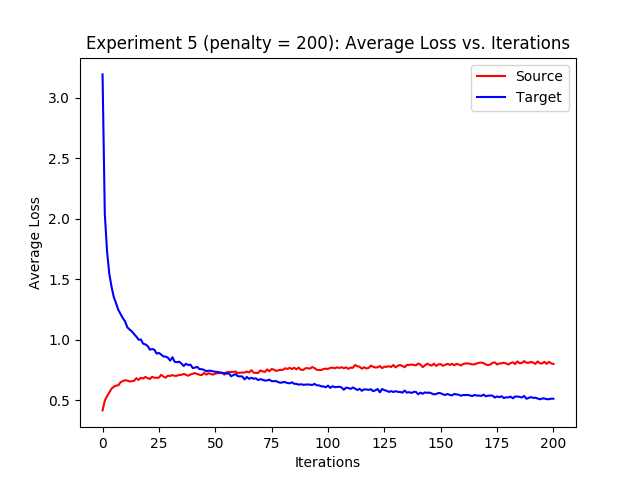 Experiment 5 (penalty = 200): Average Loss vs. Iterations
Source
Target
Average Loss
3.0
2.5
2.0
1.5
1.0
0.5
0 25 50 75 100 125 150 175 200
Iterations